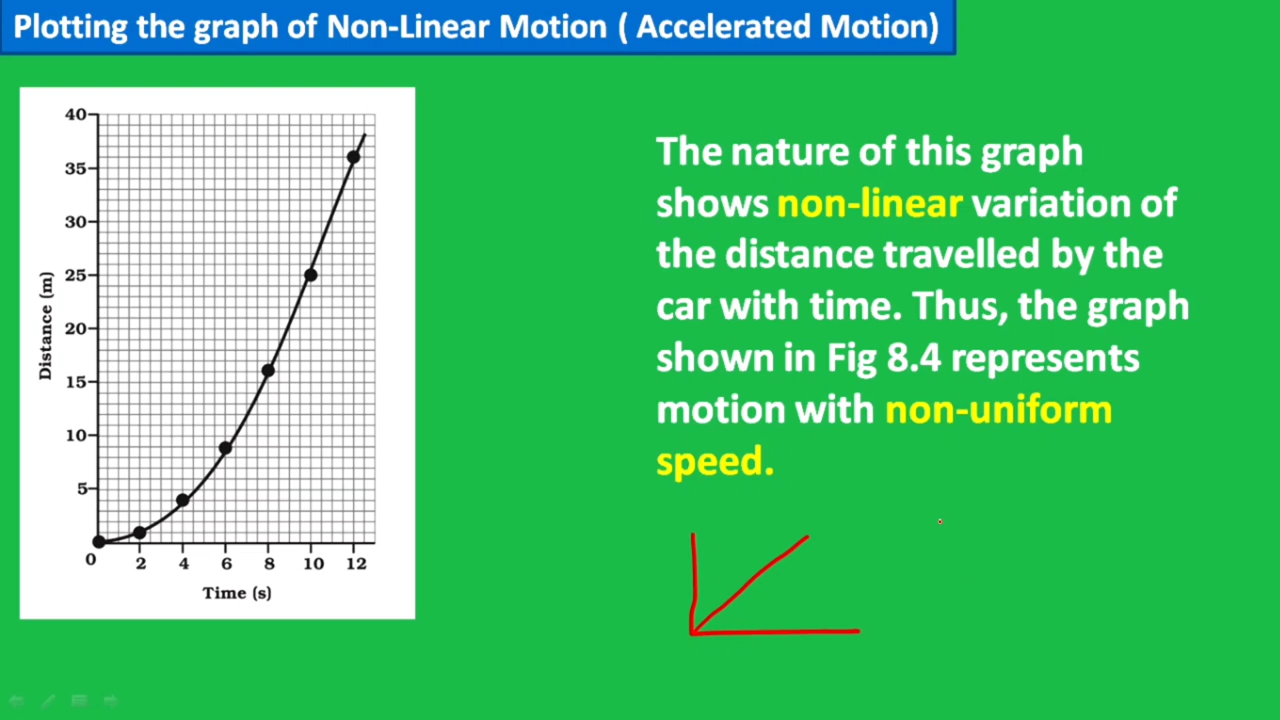 Plotting the graph of Non-Linear Motion ( Accelerated Motion)
40
35
30
25
20
15
10
5
0
2 4 6 8 10 12
Distance (m)
Time (s)
The nature of this graph
shows non-linear variation of
the distance travelled by the
car with time. Thus, the graph
shown in Fig 8.4 represents
motion with non-uniform
speed.